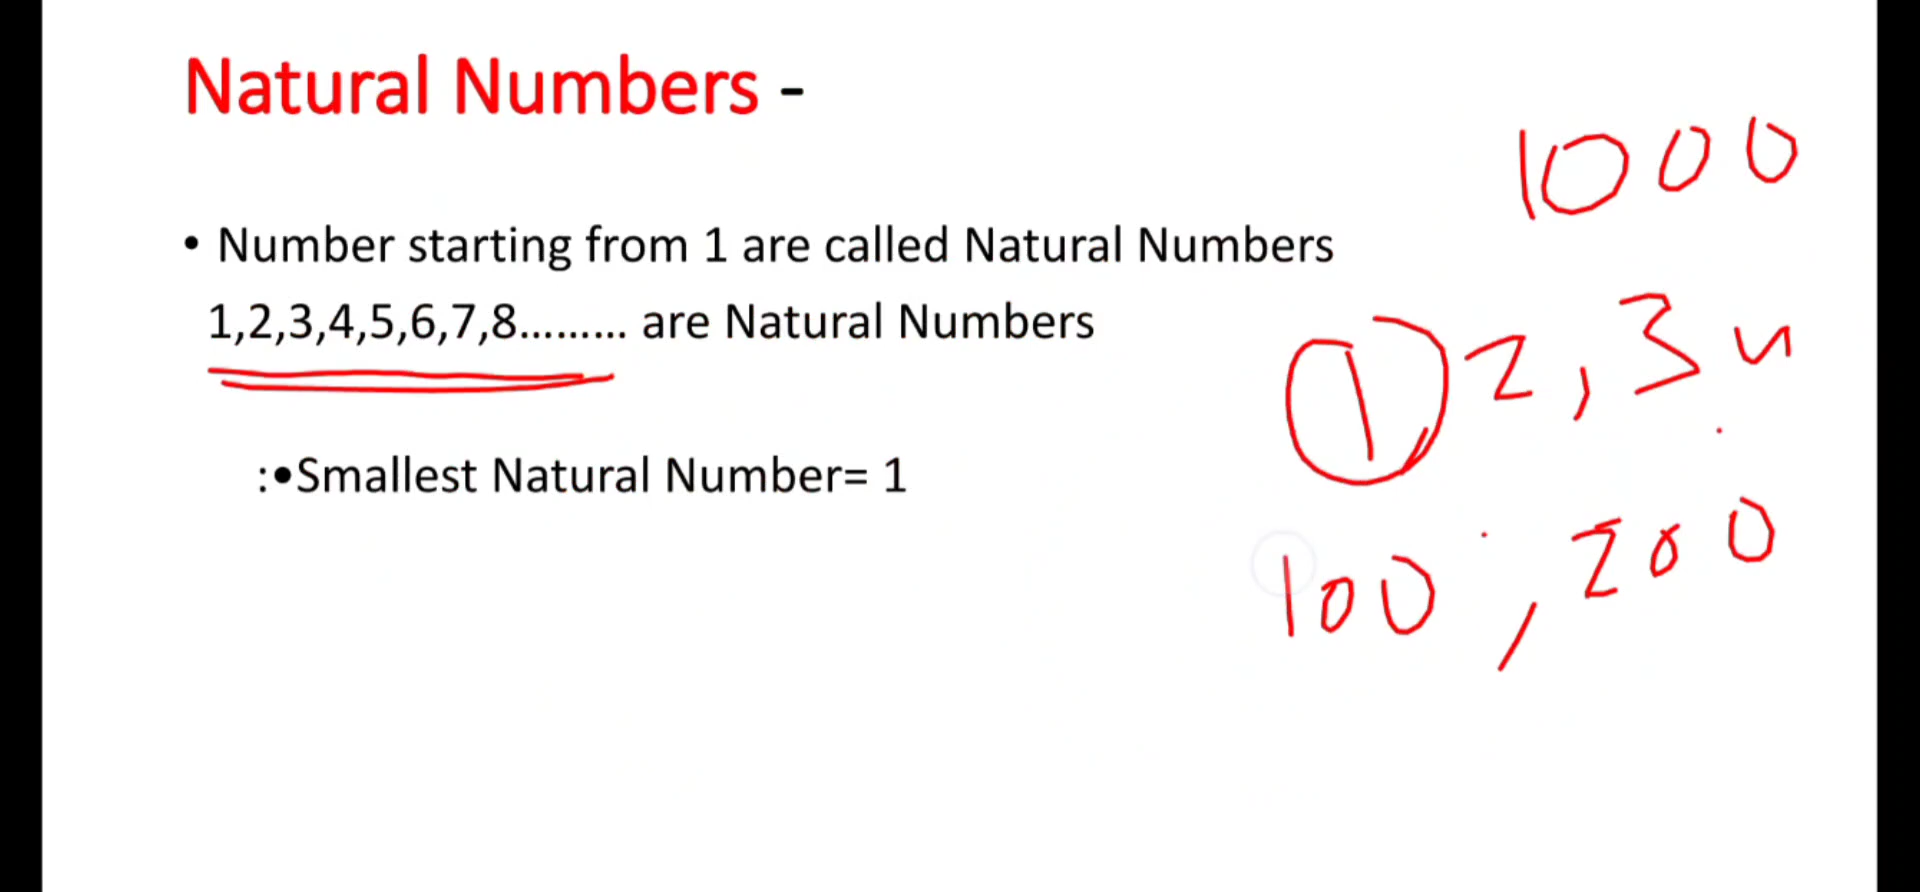 Natural Numbers -
1000
• Number starting from 1 are called Natural Numbers
1,2,3,4,5,6,7,8......... are Natural Numbers
1 2 , 3 4
:•Smallest Natural Number= 1
100 , 200